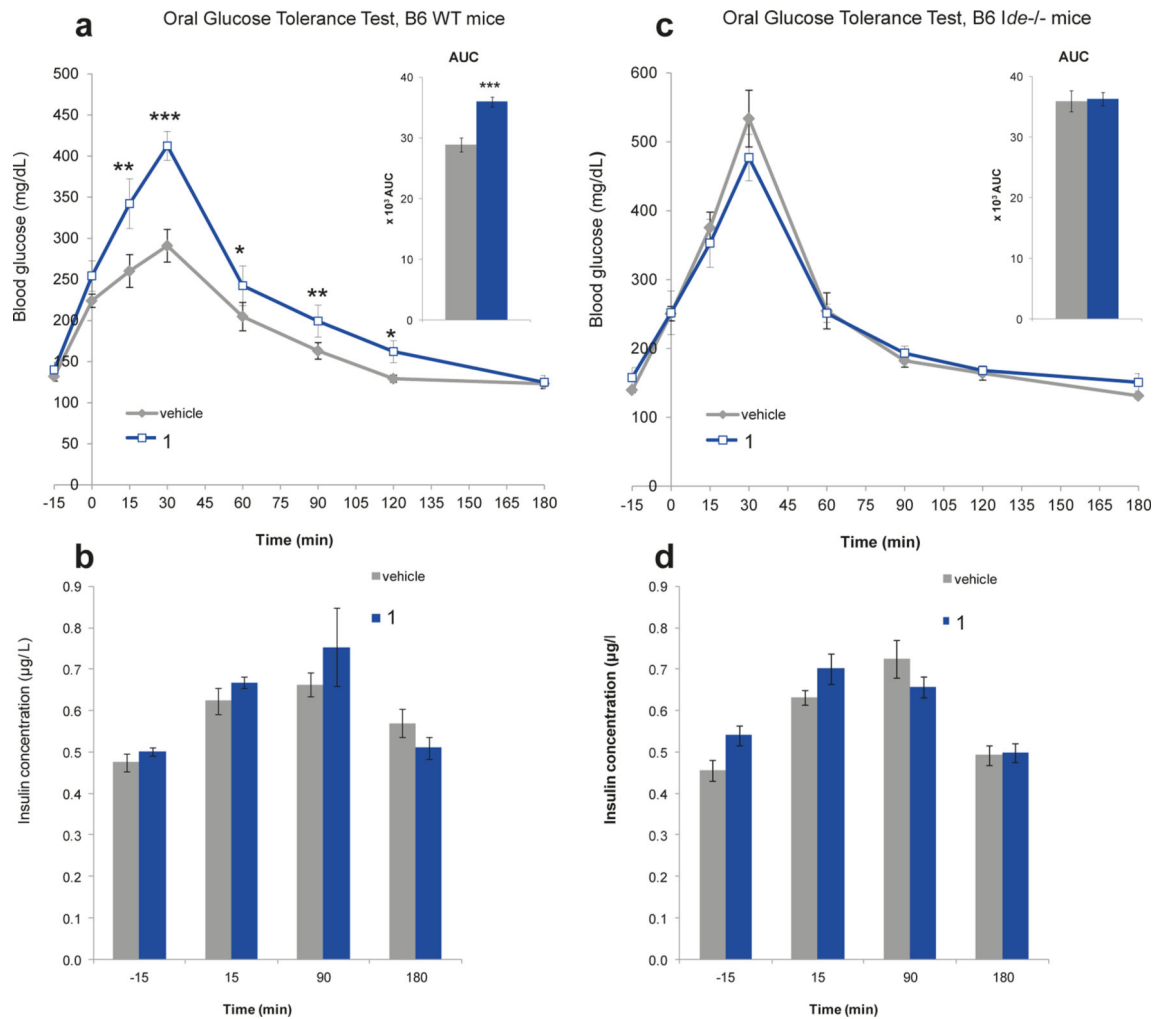 a
Oral Glucose Tolerance Test, B6 WT mice
500
450
400
350
300
250
200
150
100
50
0
Blood glucose (mg/dL)
**
***
*
**
*
AUC
***
40
30
20
10
0
x 10³ AUC
vehicle
1
-15 0 15 30 45 60 75 90 105 120 135 150 165 180
Time (min)
c
Oral Glucose Tolerance Test, B6 Ide-/- mice
600
500
400
300
200
100
0
Blood glucose (mg/dL)
AUC
40
30
20
10
0
x 10³ AUC
vehicle
1
-15 0 15 30 45 60 75 90 105 120 135 150 165 180
Time (min)
b
0.9
0.8
0.7
0.6
0.5
0.4
0.3
0.2
0.1
0.0
Insulin concentration (µg/ L)
vehicle
1
-15 15 90 180
Time (min)
d
0.9
0.8
0.7
0.6
0.5
0.4
0.3
0.2
0.1
0.0
Insulin concentration (µg/l
vehicle
1
-15 15 90 180
Time (min)